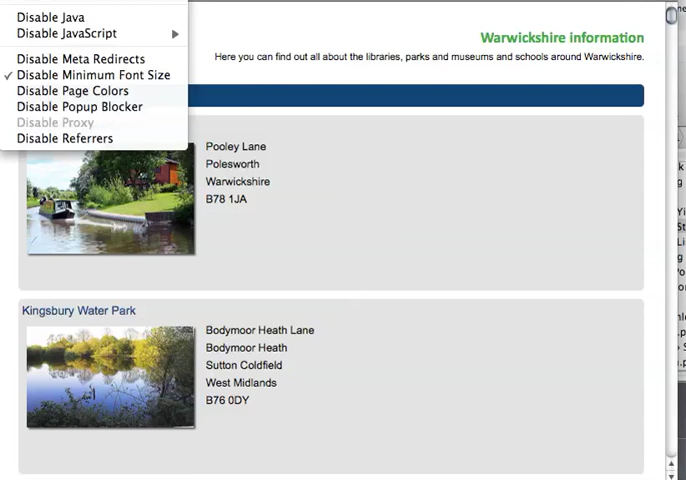 Disable Java
Disable JavaScript
Disable Meta Redirects
✓ Disable Minimum Font Size
Disable Page Colors
Disable Popup Blocker
Disable Proxy
Disable Referrers
Warwickshire information
Here you can find out all about the libraries, parks and museums and schools around Warwickshire.
Pooley Lane
Polesworth
Warwickshire
B78 1JA
Kingsbury Water Park
Bodymoor Heath Lane
Bodymoor Heath
Sutton Coldfield
West Midlands
B76 0DY